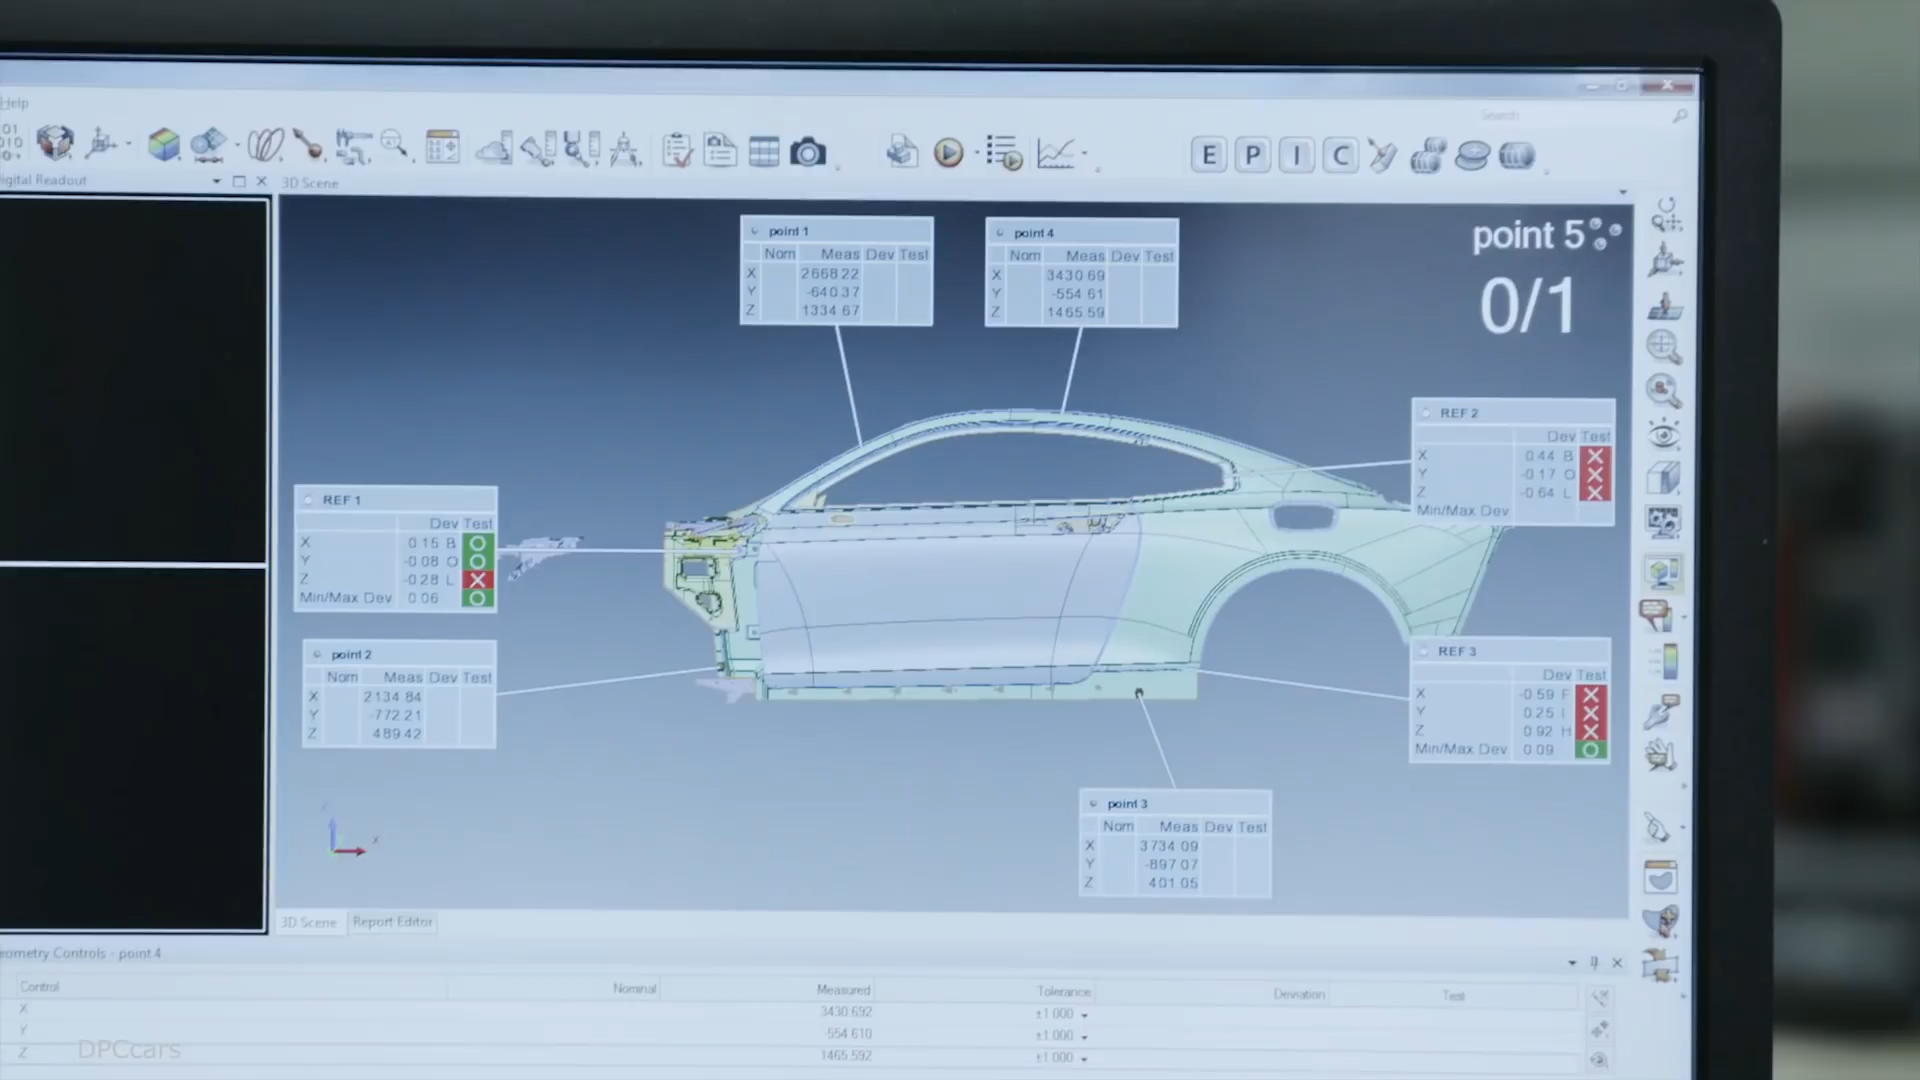 Help
Search
igital Readout
3D Scene
E P I C
point 1
Nom Meas Dev Test
X 2668.22
Y -640.37
Z 1334.67
point 4
Nom Meas Dev Test
X 3430.69
Y -554.61
Z 1465.59
point 5
0/1
REF 2
Dev Test
X 0.44 B X
Y -0.17 O X
Z -0.64 L X
Min/Max Dev
REF 1
Dev Test
X 0.15 B O
Y -0.08 O O
Z -0.28 L X
Min/Max Dev 0.06 O
point 2
Nom Meas Dev Test
X 2134.84
Y -772.21
Z 489.42
REF 3
Dev Test
X -0.59 F X
Y 0.25 I X
Z 0.92 H X
Min/Max Dev 0.09 O
point 3
Nom Meas Dev Test
X 3734.09
Y -897.07
Z 401.05
X
3D Scene Report Editor
eometry Controls - point 4
Control Nominal Measured Tolerance Deviation Test
X 3430.692 ±1.000
Y -554.610 ±1.000
Z 1465.592 ±1.000
DPCcars